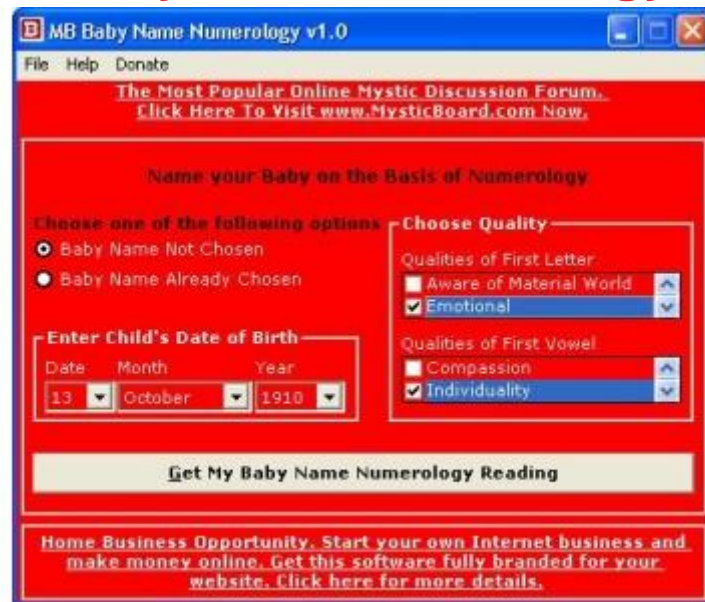 MB Baby Name Numerology v1.0
File Help Donate
The Most Popular Online Mystic Discussion Forum.
Click Here To Visit www.MysticBoard.com Now.
Name your Baby on the Basis of Numerology
Choose one of the following options
Baby Name Not Chosen
Baby Name Already Chosen
Choose Quality
Qualities of First Letter
Aware of Material World
Emotional
Qualities of First Vowel
Compassion
Individuality
Enter Child's Date of Birth
Date Month Year
13 October 1910
Get My Baby Name Numerology Reading
Home Business Opportunity. Start your own Internet business and
make money online. Get this software fully branded for your
website. Click here for more details.